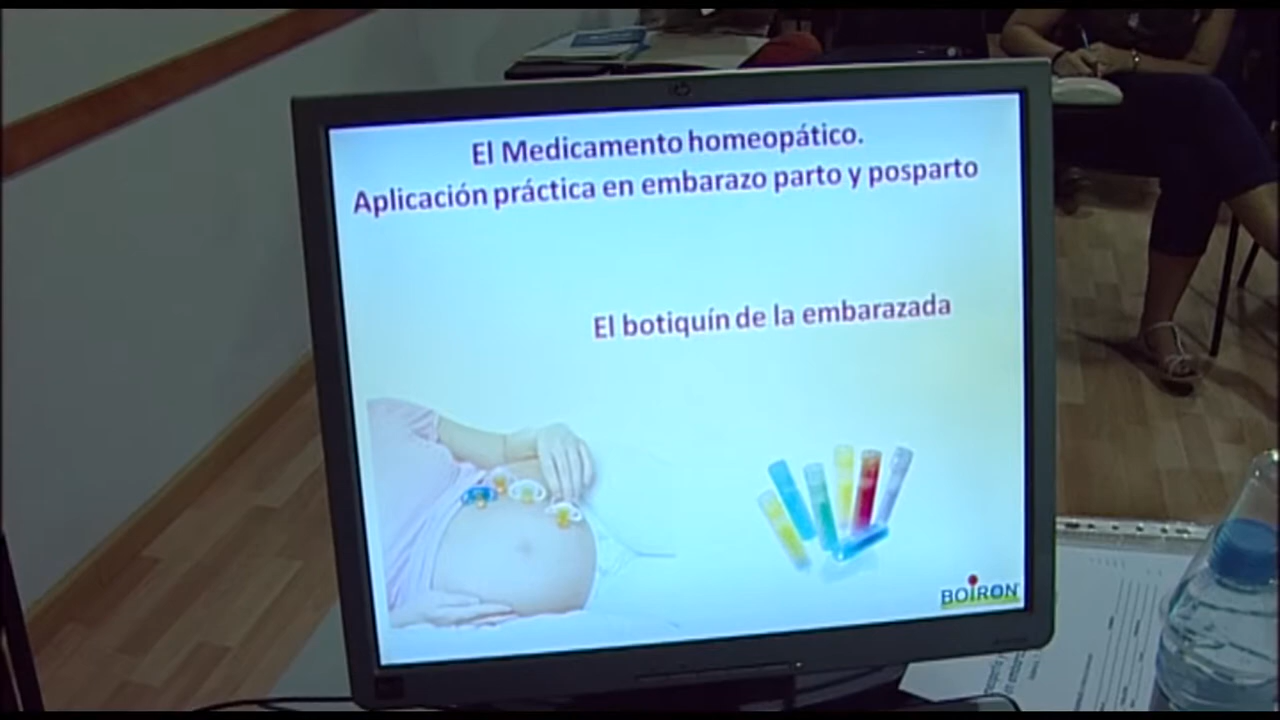 El Medicamento homeopático.
Aplicación práctica en embarazo parto y posparto
El botiquín de la embarazada
BOIRON